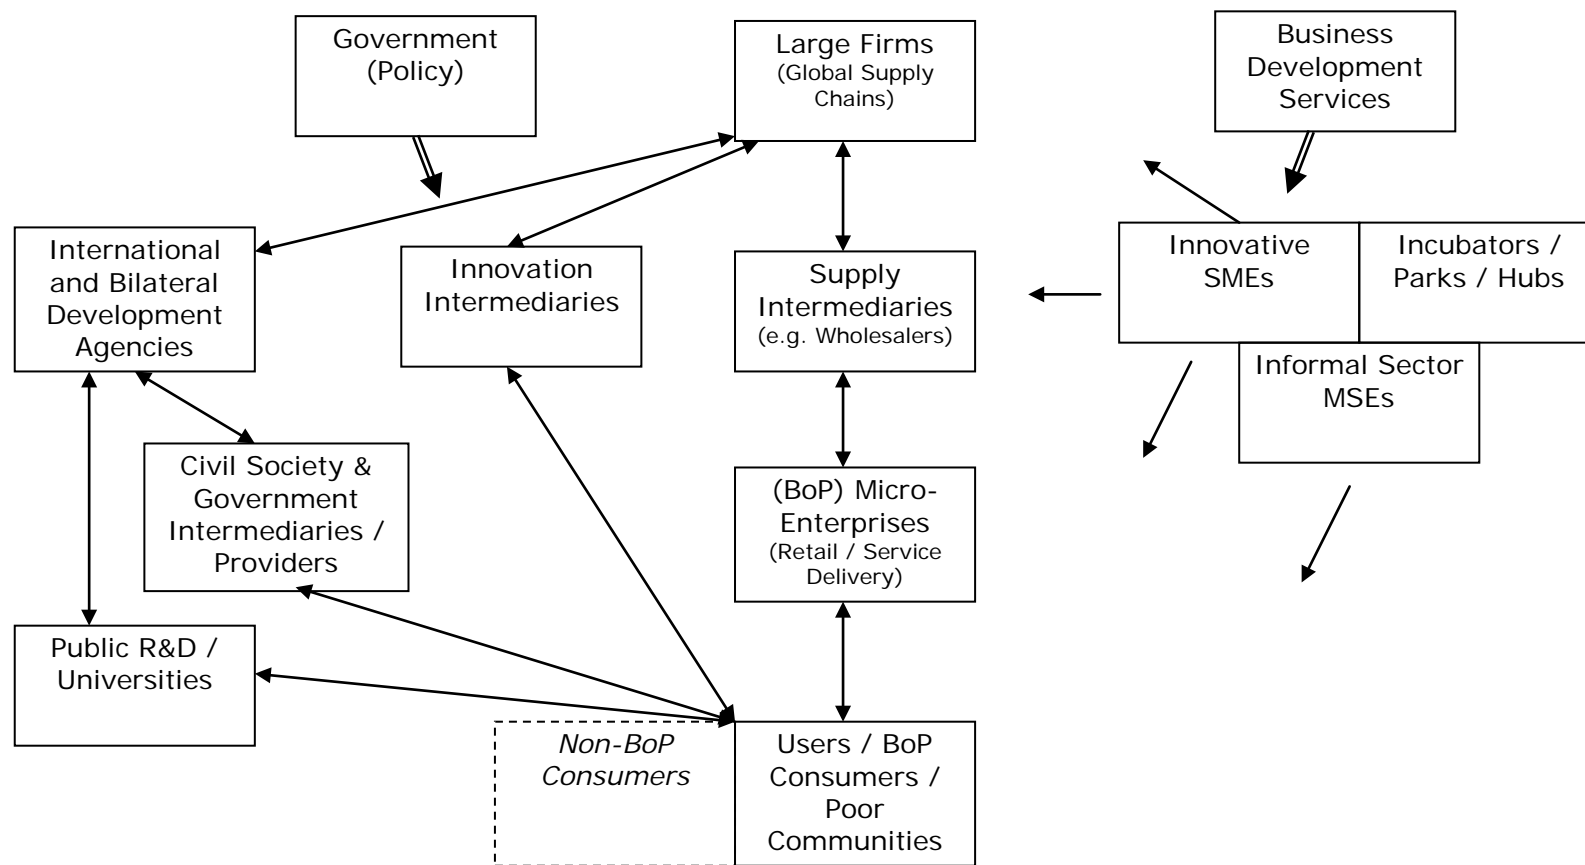 Government
(Policy)
Large Firms
(Global Supply
Chains)
Business
Development
Services
International
and Bilateral
Development
Agencies
Innovation
Intermediaries
Supply
Intermediaries
(e.g. Wholesalers)
Innovative
SMEs
Incubators /
Parks / Hubs
Informal Sector
MSEs
Civil Society &
Government
Intermediaries /
Providers
(BoP) Micro-
Enterprises
(Retail / Service
Delivery)
Public R&D /
Universities
Non-BoP
Consumers
Users / BoP
Consumers /
Poor
Communities